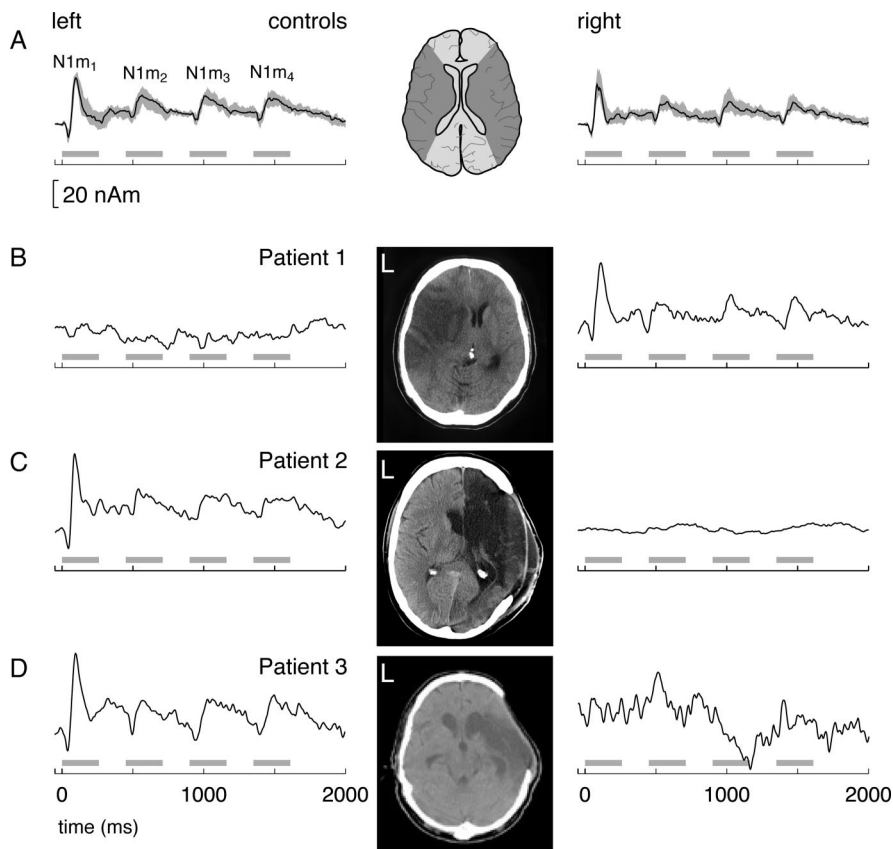 left controls right
A
N1m₁ N1m₂ N1m₃ N1m₄
20 nAm
B Patient 1 L
C Patient 2 L
D Patient 3 L
0 1000 2000 0 1000 2000
time (ms)